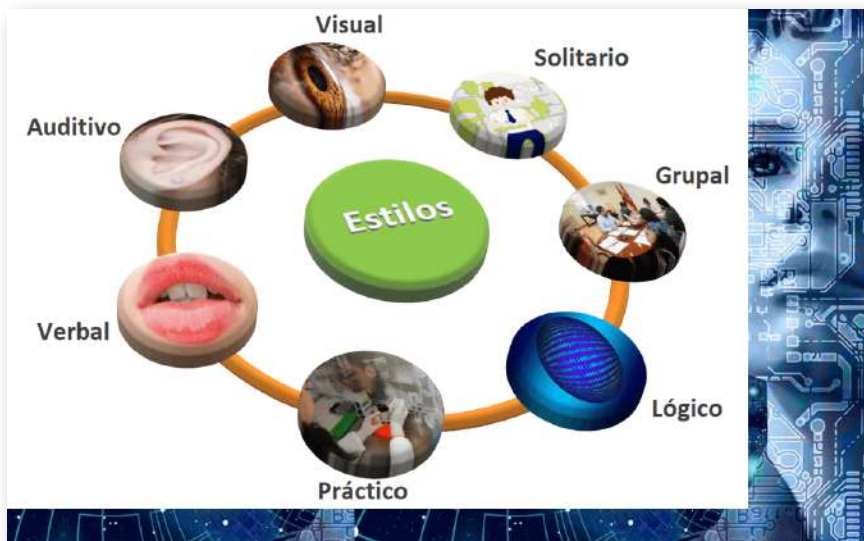 Visual
Solitario
Auditivo
Grupal
Estilos
Verbal
Lógico
Práctico